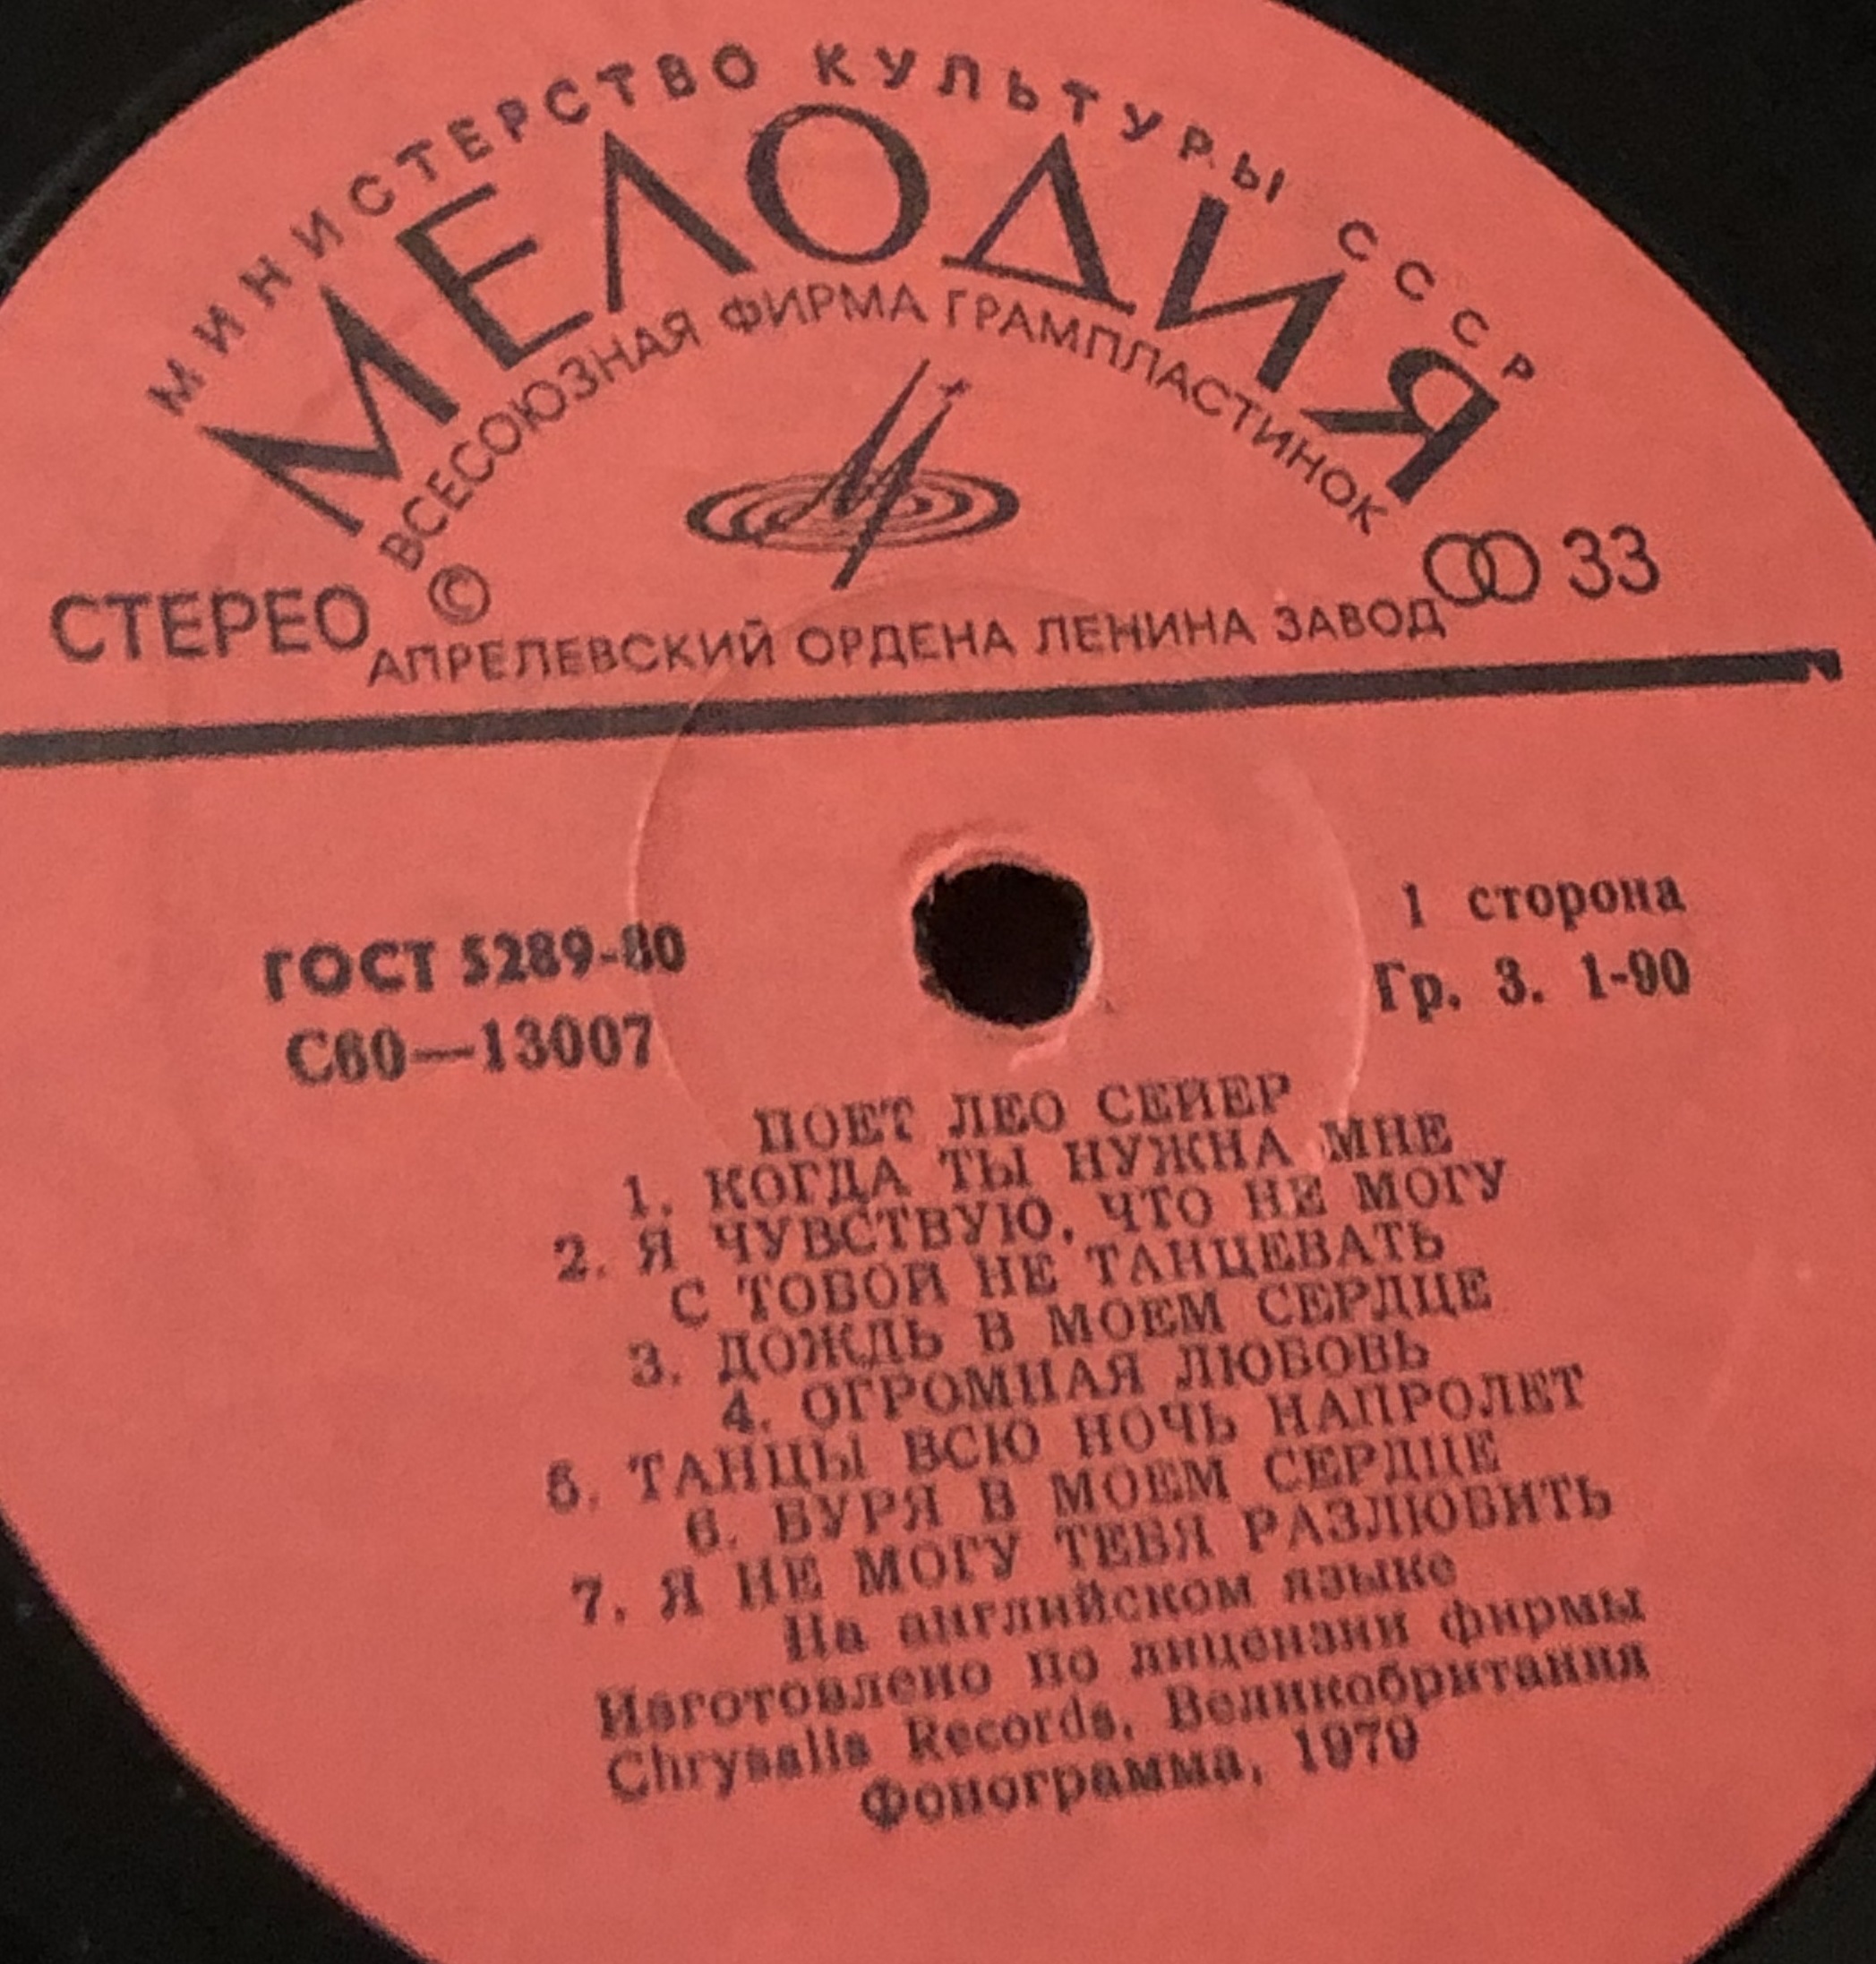 МИНИСТЕРСТВО КУЛЬТУРЫ СССР
МЕЛОДИЯ
ВСЕСОЮЗНАЯ ФИРМА ГРАМПЛАСТИНОК
©
СТЕРЕО
33
АПРЕЛЕВСКИЙ ОРДЕНА ЛЕНИНА ЗАВОД
ГОСТ 5289-80
С60—13007
1 сторона
Гр. 3. 1-90
ПОЕТ ЛЕО СЕЙЕР
1. КОГДА ТЫ НУЖНА МНЕ
2. Я ЧУВСТВУЮ, ЧТО НЕ МОГУ
С ТОБОЙ НЕ ТАНЦЕВАТЬ
3. ДОЖДЬ В МОЕМ СЕРДЦЕ
4. ОГРОМНАЯ ЛЮБОВЬ
5. ТАНЦЫ ВСЮ НОЧЬ НАПРОЛЕТ
6. БУРЯ В МОЕМ СЕРДЦЕ
7. Я НЕ МОГУ ТЕБЯ РАЗЛЮБИТЬ
На английском языке
Изготовлено по лицензии фирмы
Chrysalis Records, Великобритания
Фонограмма, 1979